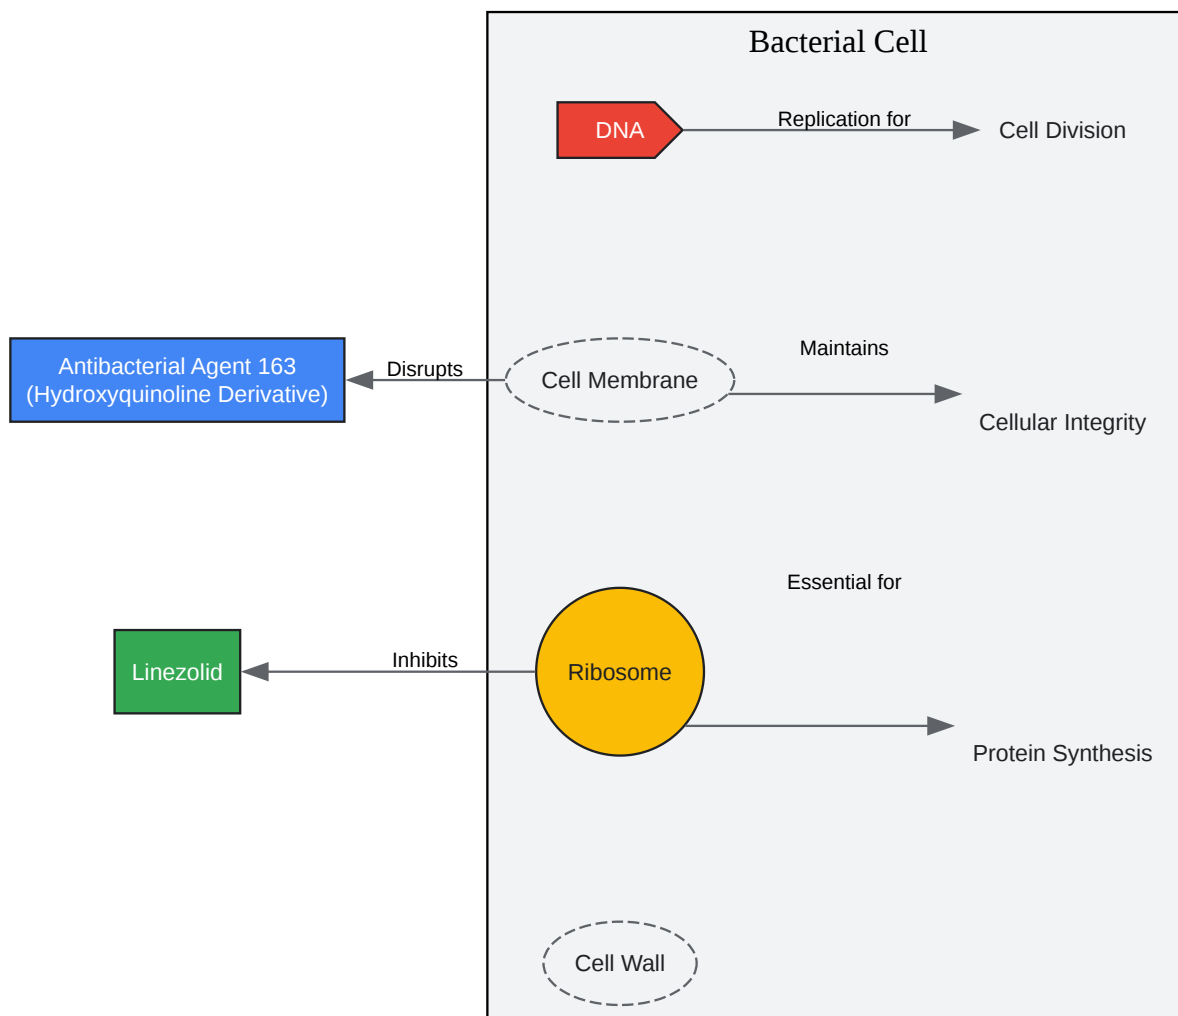 Bacterial Cell
DNA
Replication for
Cell Division
Antibacterial Agent 163
(Hydroxyquinoline Derivative)
Disrupts
Cell Membrane
Maintains
Cellular Integrity
Linezolid
Inhibits
Ribosome
Essential for
Protein Synthesis
Cell Wall